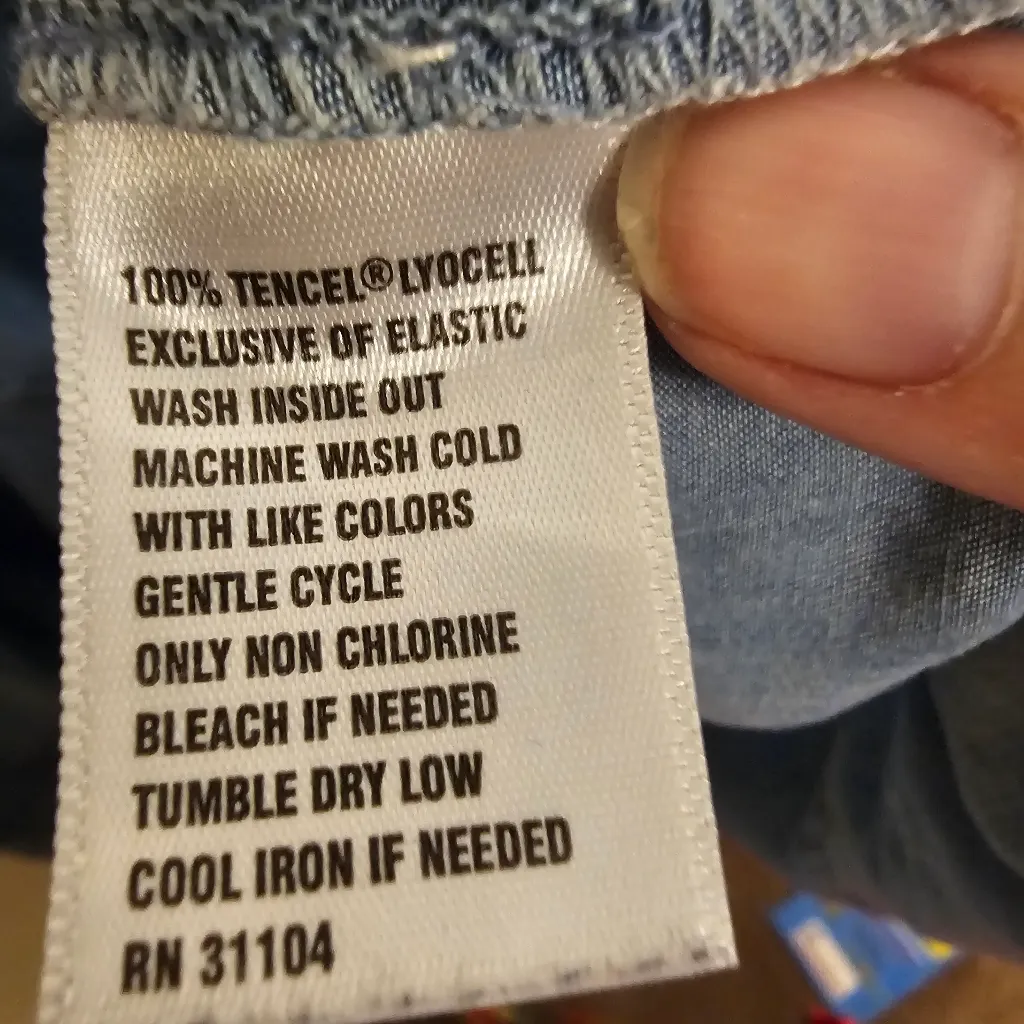 100% TENCEL® LYOCELL
EXCLUSIVE OF ELASTIC
WASH INSIDE OUT
MACHINE WASH COLD
WITH LIKE COLORS
GENTLE CYCLE
ONLY NON CHLORINE
BLEACH IF NEEDED
TUMBLE DRY LOW
COOL IRON IF NEEDED
RN 31104